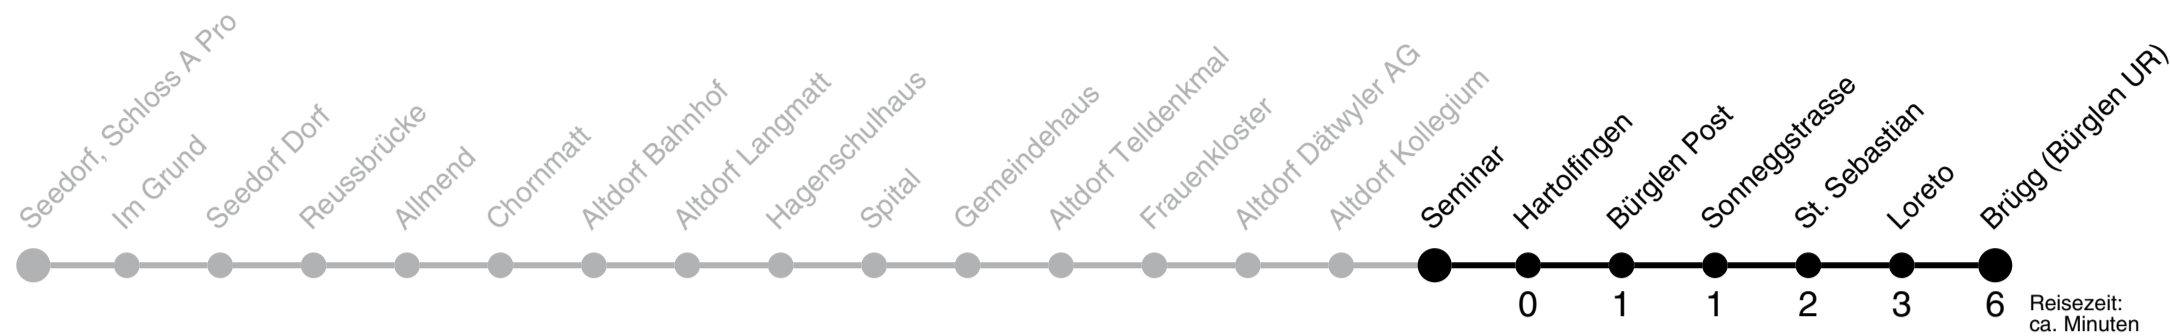 Seedorf, Schloss A Pro
Im Grund
Seedorf Dorf
Reussbrücke
Allmend
Chornmatt
Altdorf Bahnhof
Altdorf Langmatt
Hagenschulhaus
Spital
Gemeindehaus
Altdorf Telldenkmal
Frauenkloster
Altdorf Dätwyler AG
Altdorf Kollegium
Seminar
Hartolfingen
Bürglen Post
Sonneggstrasse
St. Sebastian
Loreto
Brügg (Bürglen UR)
0 1 1 2 3 6
Reisezeit:
ca. Minuten